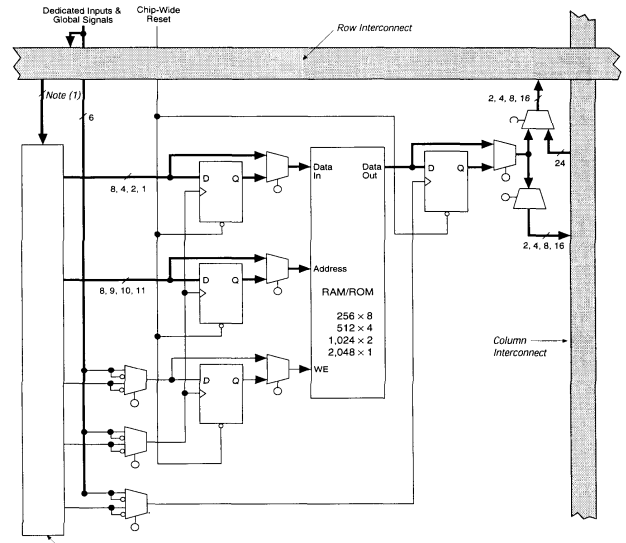 Dedicated Inputs &
Global Signals
Chip-Wide
Reset
Row Interconnect
Note (1)
6
2, 4, 8, 16
24
8, 4, 2, 1
D Q
Data
In
Data
Out
D Q
2, 4, 8, 16
8, 9, 10, 11
D Q
Address
RAM/ROM
256 × 8
512 × 4
1,024 × 2
2,048 × 1
Column
Interconnect
D Q
WE